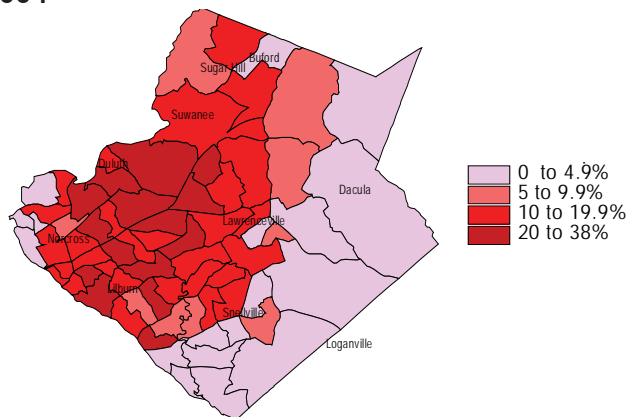 Buford
Sugar Hill
Suwanee
Duluth
Dacula
Lawrenceville
Norcross
Lilburn
Snellville
Loganville
0 to 4.9%
5 to 9.9%
10 to 19.9%
20 to 38%